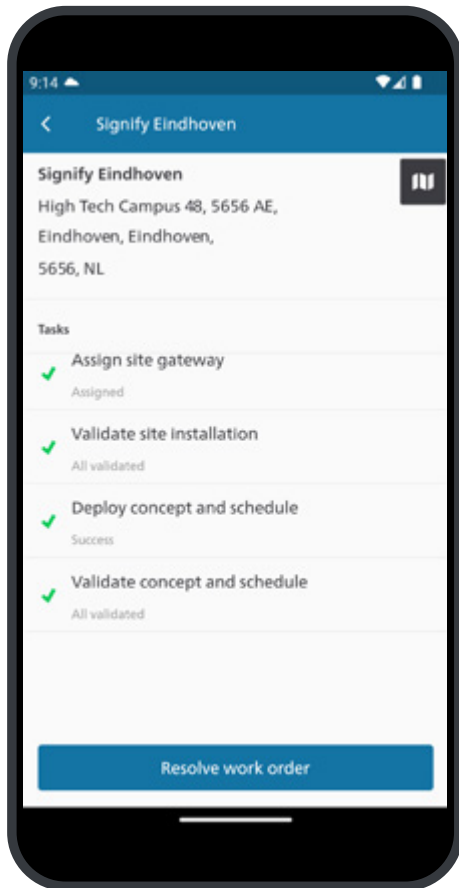 9:14
Signify Eindhoven
Signify Eindhoven
High Tech Campus 48, 5656 AE,
Eindhoven, Eindhoven,
5656, NL
Tasks
Assign site gateway
Assigned
Validate site installation
All validated
Deploy concept and schedule
Success
Validate concept and schedule
All validated
Resolve work order